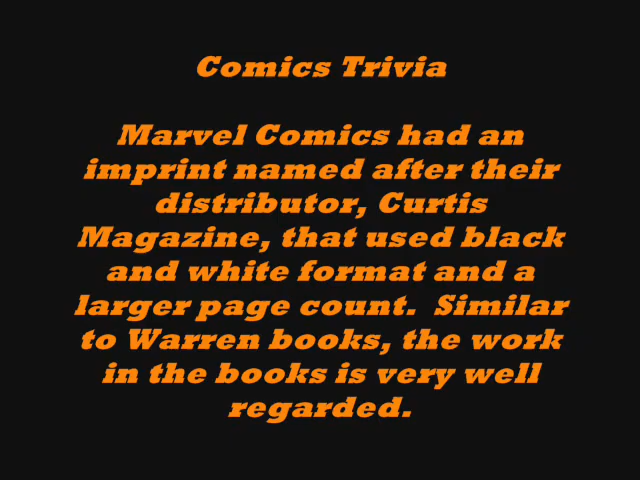 Comics Trivia
Marvel Comics had an
imprint named after their
distributor, Curtis
Magazine, that used black
and white format and a
larger page count.  Similar
to Warren books, the work
in the books is very well
regarded.